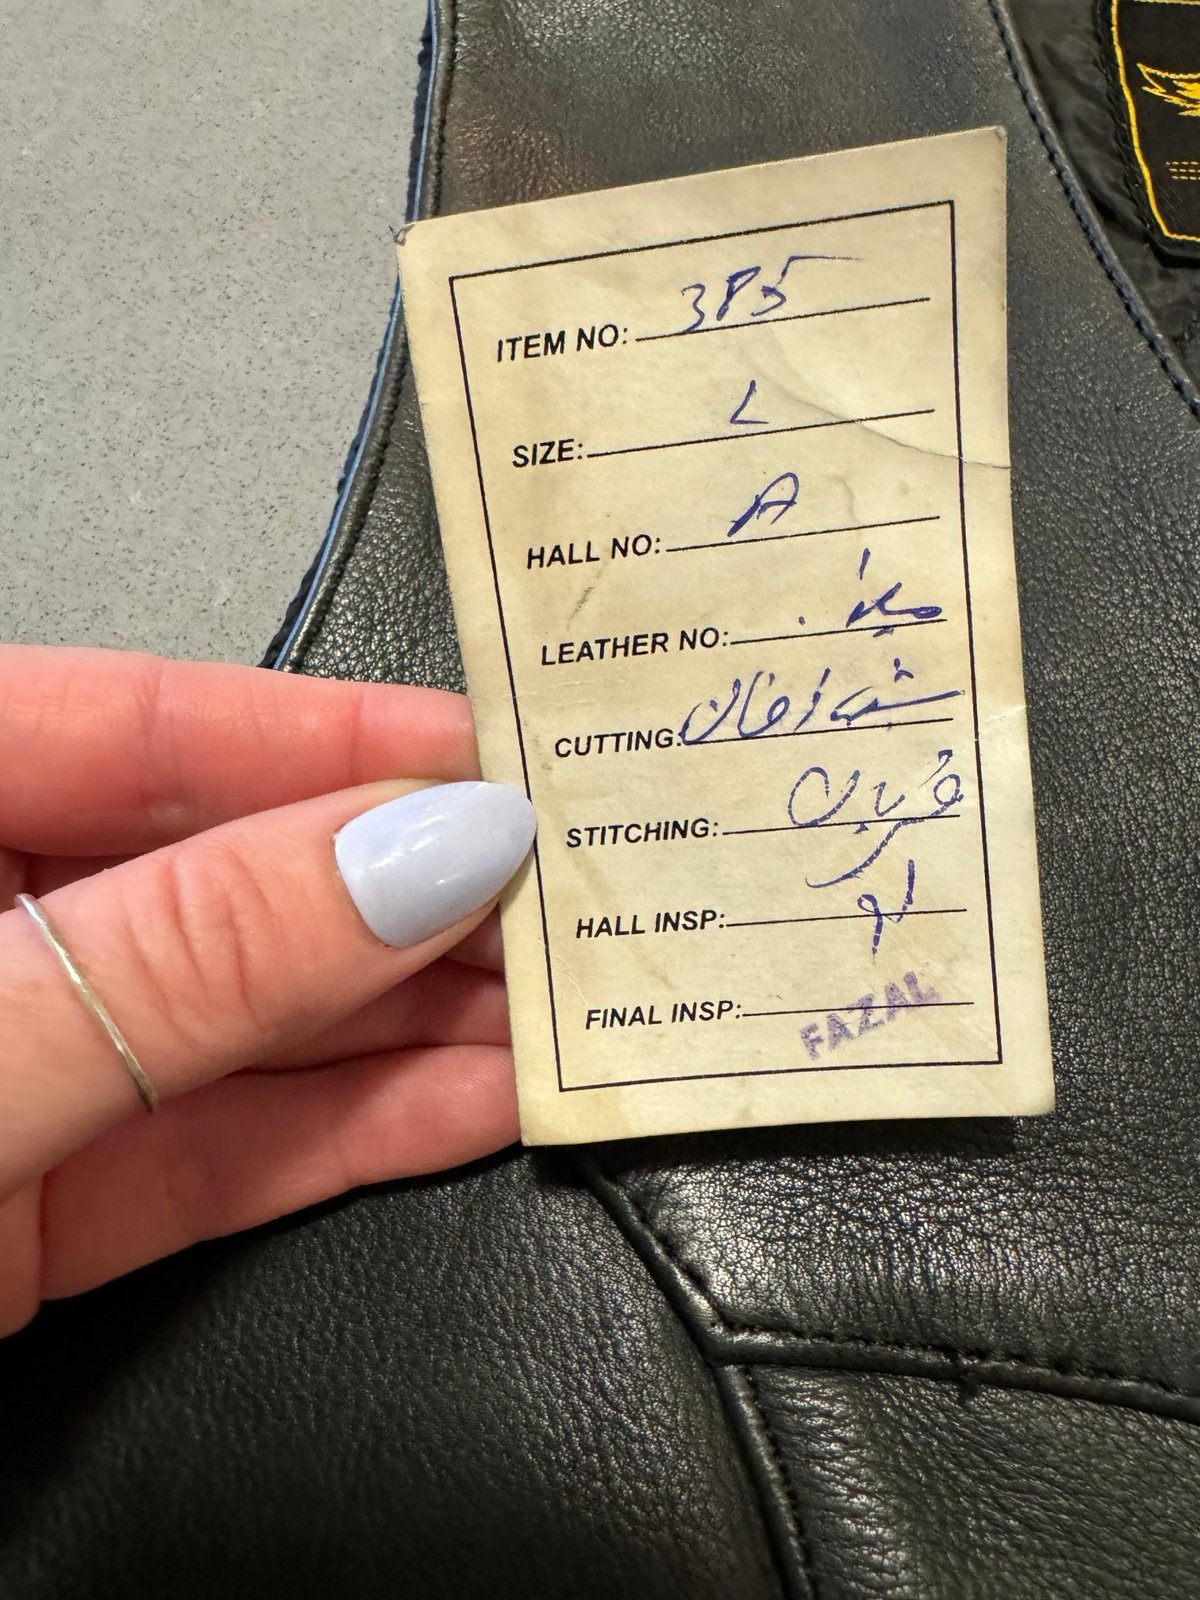 ITEM NO: 385
SIZE: L
HALL NO: A
LEATHER NO:
CUTTING:
STITCHING:
HALL INSP:
FINAL INSP: FAZAL